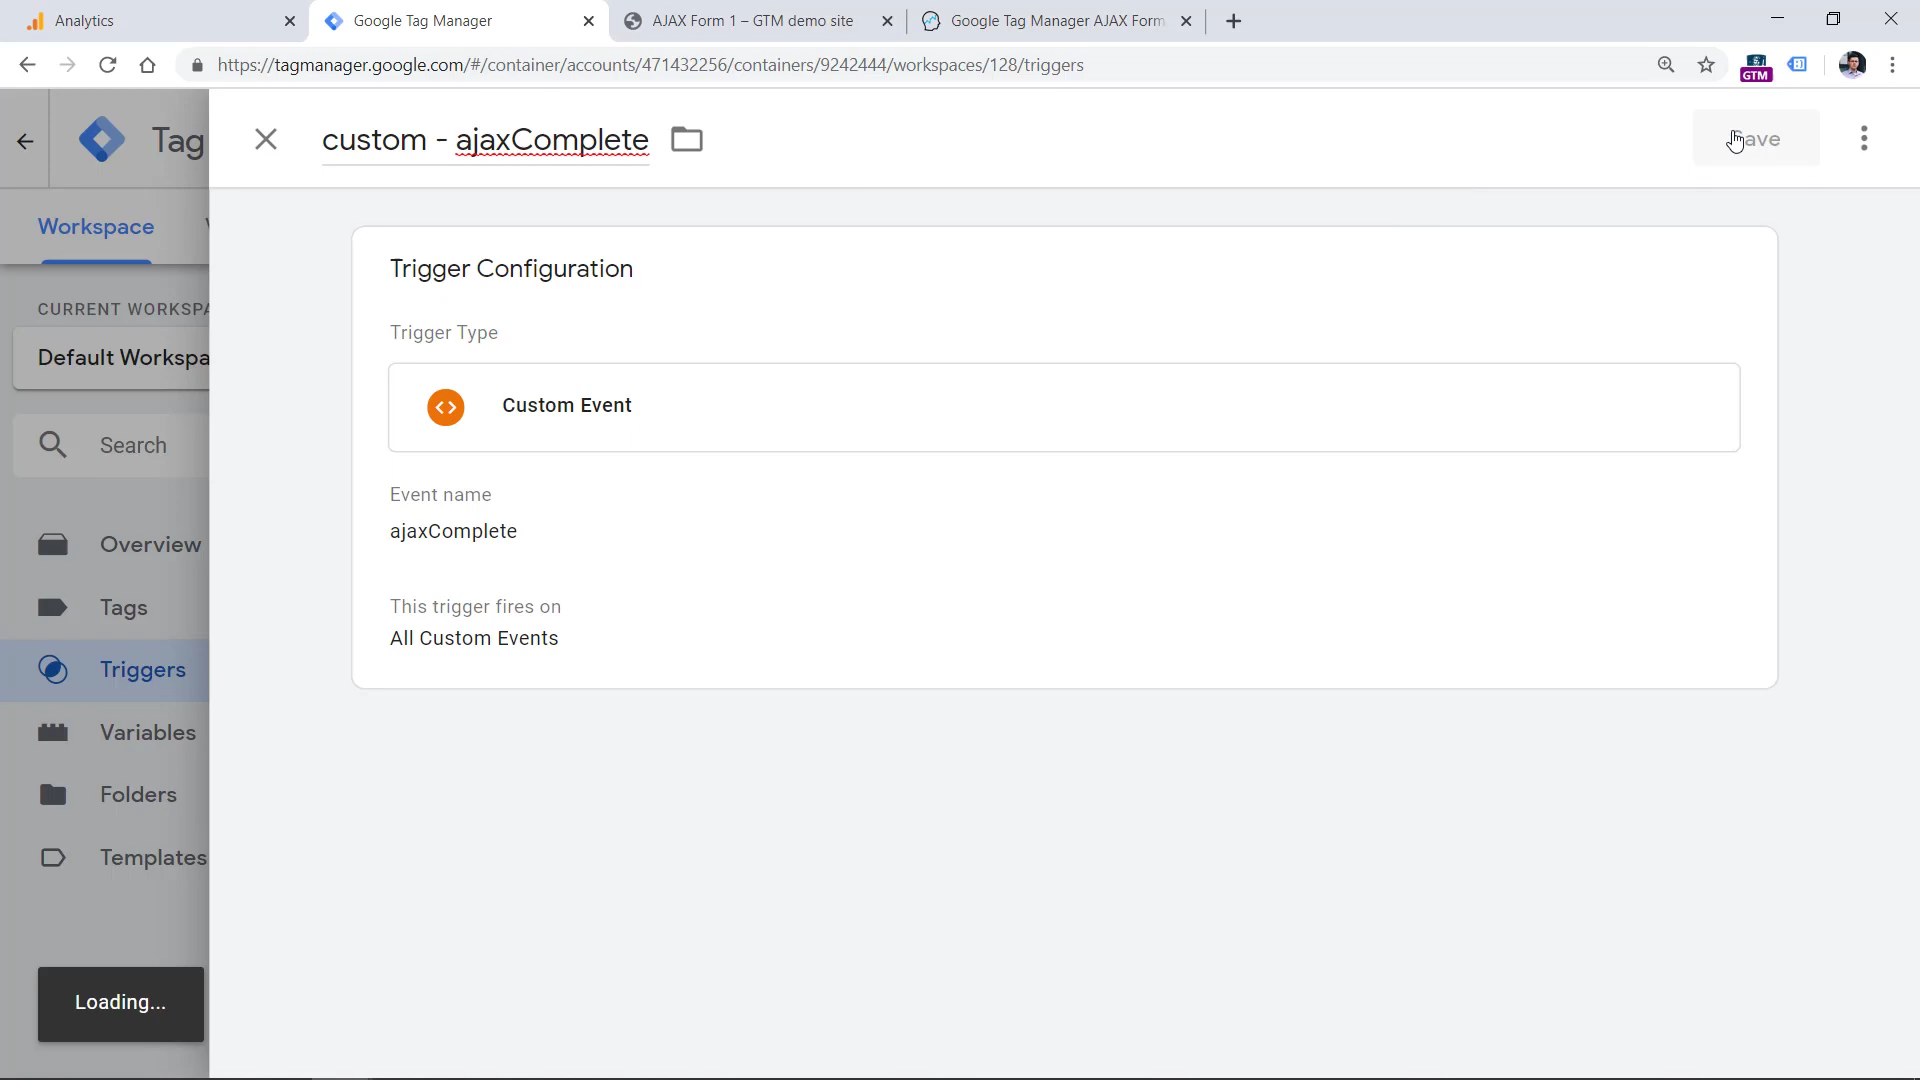 Analytics
Google Tag Manager
AJAX Form 1 – GTM demo site
Google Tag Manager AJAX Form
https://tagmanager.google.com/#/container/accounts/471432256/containers/9242444/workspaces/128/triggers
GTM
Tag
custom - ajaxComplete
Save
Workspace
Trigger Configuration
CURRENT WORKSPA
Trigger Type
Default Workspa
Custom Event
Search
Event name
ajaxComplete
Overview
This trigger fires on
Tags
All Custom Events
Triggers
Variables
Folders
Templates
Loading...